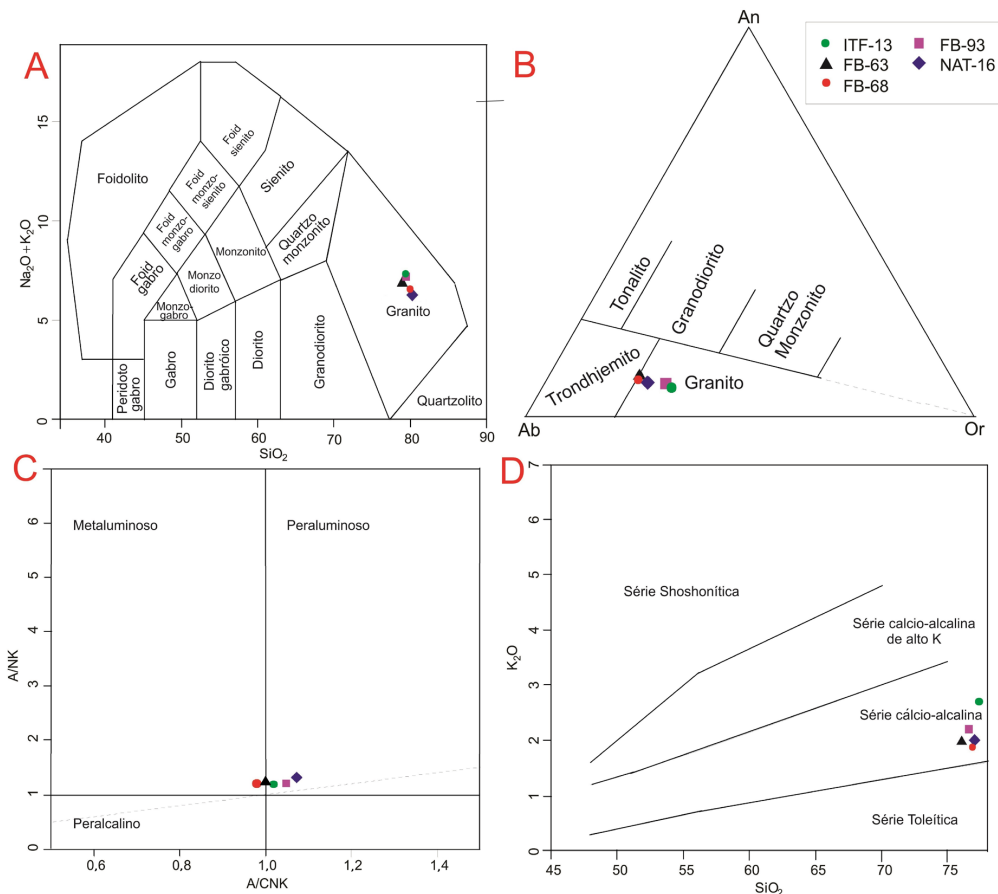 A
Na₂O+K₂O
15
10
5
0
Foidolito
Foid
sienito
Foid
monzo-
sienito
Sienito
Foid
monzo-
gabro
Quartzo
monzonito
Foid
gabro
Monzonito
Monzo
diorito
Monzo-
gabro
Granito
Peridoto
gabro
Gabro
Diorito
gabróico
Diorito
Granodiorito
Quartzolito
40
50
60
70
80
90
SiO₂
B
An
ITF-13
FB-63
FB-68
FB-93
NAT-16
Tonalito
Granodiorito
Quartzo
Monzonito
Trondhjemito
Granito
Ab
Or
C
A/NK
6
5
4
3
2
1
0
Metaluminoso
Peraluminoso
Peralcalino
0,6
0,8
1,0
1,2
1,4
A/CNK
D
K₂O
7
6
5
4
3
2
1
0
Série Shoshonítica
Série calcio-alcalina
de alto K
Série cálcio-alcalina
Série Toleítica
45
50
55
60
65
70
75
SiO₂